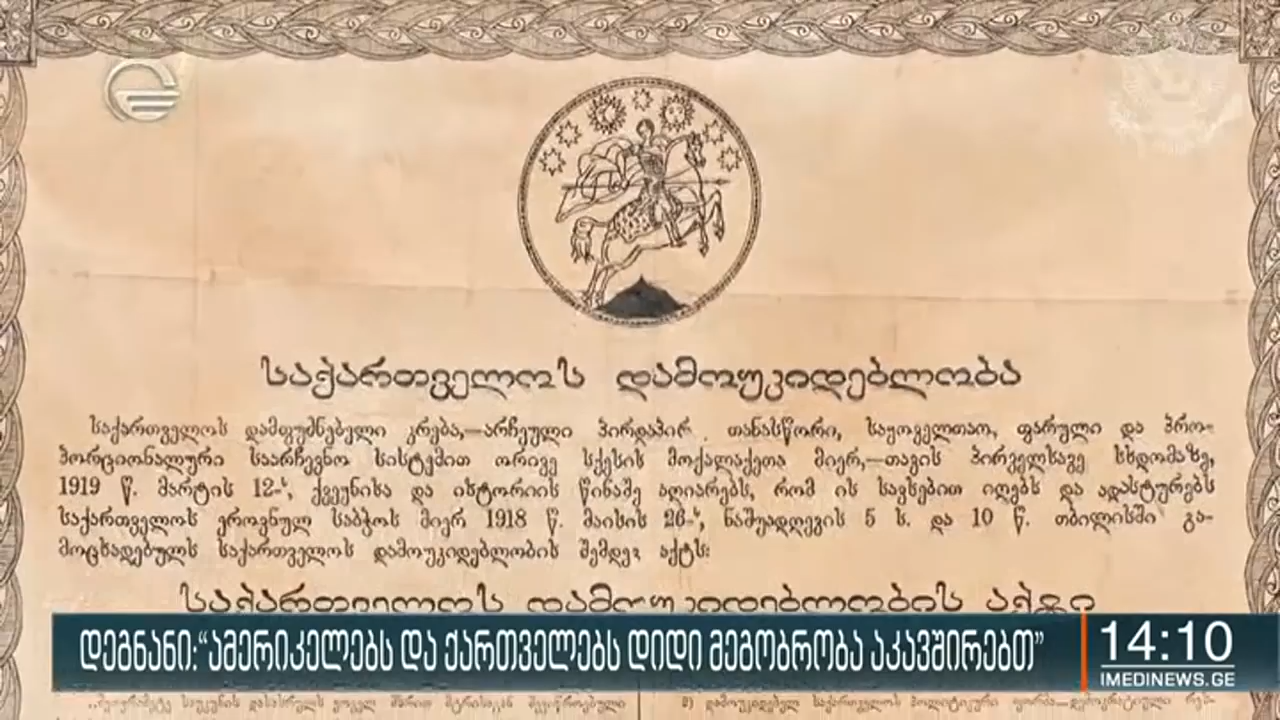 საქართველოს დამოუკიდებლობა
საქართველოს დამფუძნებელი კრება,—არჩეული პირდაპირ. თანასწორი, საყოველთაო, ფარული და პრო-
პორციონალური საარჩევნო სისტემით ორივე სქესის მოქალაქეთა მიერ,—თავის პირველსავე სხდომაზე,
1919 წ. მარტის 12-ს, ქვეყნისა და ისტორიის წინაშე აღიარებს, რომ ის სავსებით იღებს და ადასტურებს
საქართველოს ეროვნულ საბჭოს მიერ 1918 წ. მაისის 26-ს, ნაშუადღევის 5 ს. და 10 წ. თბილისში გა-
მოცხადებულს საქართველოს დამოუკიდებლობის შემდეგ აქტს:
საქართველოს დამოუკიდებლობის აქტი
დეგნანი:“ამერიკელებს და ქართველებს დიდი მეგობრობა აკავშირებთ”
14:10
IMEDINEWS.GE